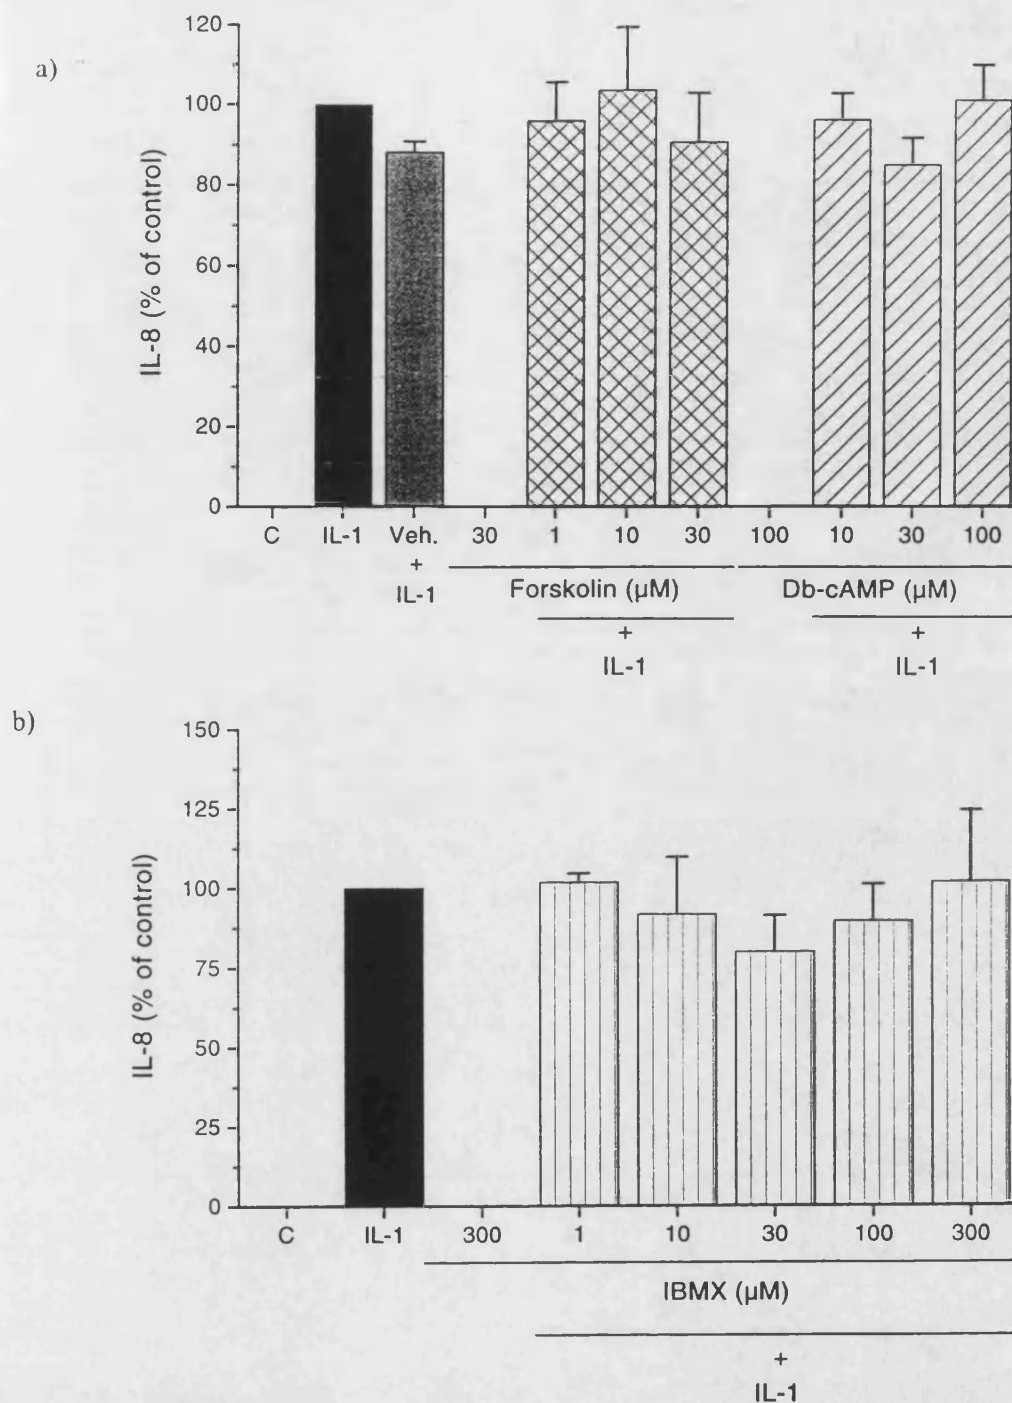 a)
120
100
80
60
40
20
0
IL-8 (% of control)
C IL-1 Veh. 30 1 10 30 100 10 30 100
+
IL-1
Forskolin (µM) Db-cAMP (µM)
+ +
IL-1 IL-1
b)
150
125
100
75
50
25
0
IL-8 (% of control)
C IL-1 300 1 10 30 100 300
IBMX (µM)
+
IL-1